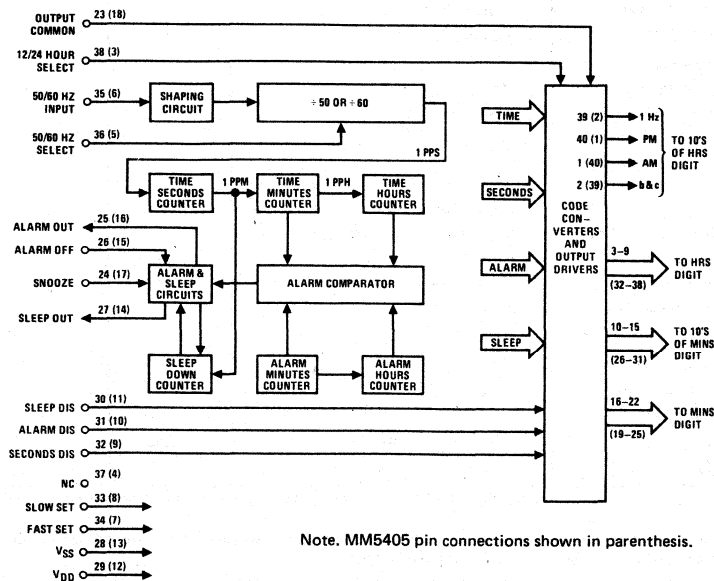 OUTPUT
COMMON
23 (18)
12/24 HOUR
SELECT
38 (3)
50/60 HZ
INPUT
35 (6)
SHAPING
CIRCUIT
÷ 50 OR ÷ 60
50/60 HZ
SELECT
36 (5)
1 PPS
TIME
SECONDS
COUNTER
1 PPM
TIME
MINUTES
COUNTER
1 PPH
TIME
HOURS
COUNTER
ALARM OUT
25 (16)
ALARM OFF
26 (15)
SNOOZE
24 (17)
SLEEP OUT
27 (14)
ALARM &
SLEEP
CIRCUITS
ALARM COMPARATOR
SLEEP
DOWN
COUNTER
ALARM
MINUTES
COUNTER
ALARM
HOURS
COUNTER
SLEEP DIS
30 (11)
ALARM DIS
31 (10)
SECONDS DIS
32 (9)
NC
37 (4)
SLOW SET
33 (8)
FAST SET
34 (7)
VSS
28 (13)
VDD
29 (12)
TIME
SECONDS
ALARM
SLEEP
39 (2)
40 (1)
1 (40)
2 (39)
CODE
CON–
VERTERS
AND
OUTPUT
DRIVERS
1 Hz
PM
AM
b & c
TO 10'S
OF HRS
DIGIT
3–9
(32–38)
TO HRS
DIGIT
10–15
(26–31)
TO 10'S
OF MINS
DIGIT
16–22
(19–25)
TO MINS
DIGIT
Note. MM5405 pin connections shown in parenthesis.